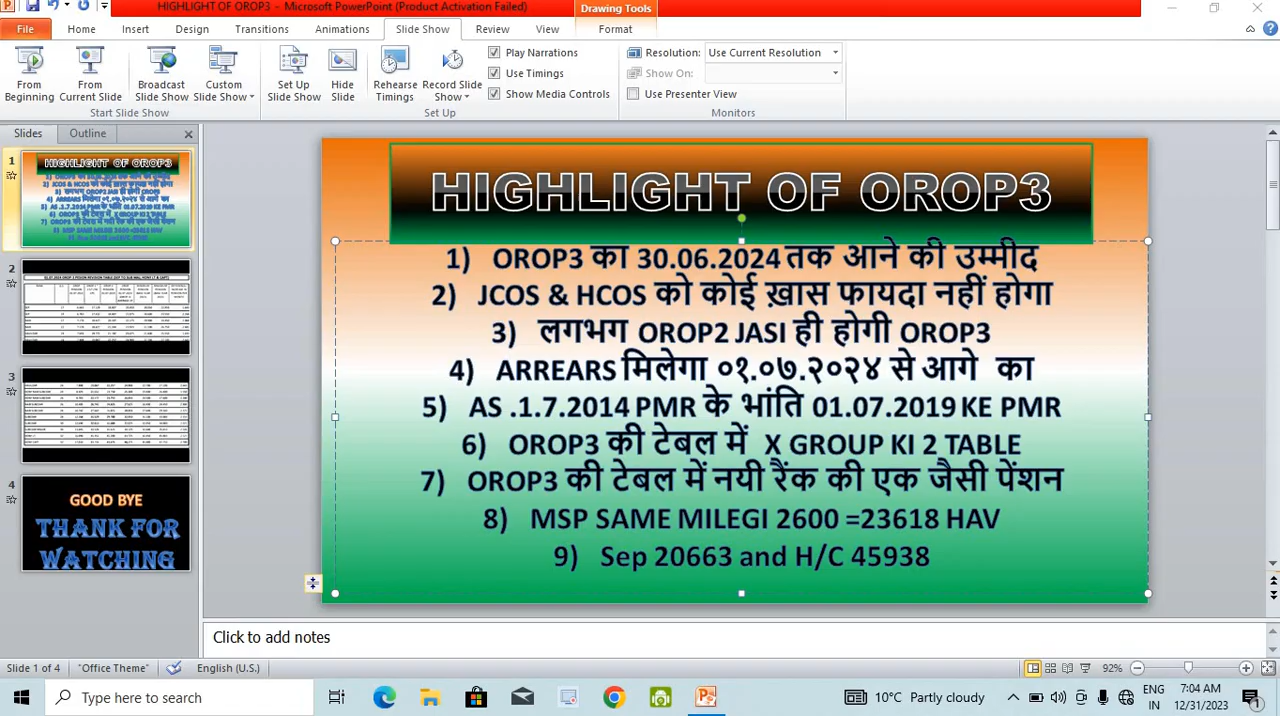 HIGHLIGHT OF OROP3 - Microsoft PowerPoint (Product Activation Failed)
Drawing Tools
File Home Insert Design Transitions Animations Slide Show Review View Format
From Beginning
From Current Slide
Broadcast Slide Show
Custom Slide Show
Set Up Slide Show
Hide Slide
Rehearse Timings
Record Slide Show
Play Narrations
Use Timings
Show Media Controls
Resolution: Use Current Resolution
Show On:
Use Presenter View
Start Slide Show
Set Up
Monitors
Slides Outline
1
HIGHLIGHT OF OROP3
2
3
4
GOOD BYE
THANK FOR
WATCHING
HIGHLIGHT OF OROP3
1) OROP3 का 30.06.2024 तक आने की उम्मीद
2) JCOS & HCOS को कोई ख़ास फायदा नहीं होगा
3) लगभग OROP2 JASI ही होगी OROP3
4) ARREARS मिलेगा ०१.०७.२०२४ से आगे का
5) AS .1.7.2014 PMR के भांति 01.07.2019 KE PMR
6) OROP3 की टेबल में X GROUP KI 2 TABLE
7) OROP3 की टेबल में नयी रैंक की एक जैसी पेंशन
8) MSP SAME MILEGI 2600 =23618 HAV
9) Sep 20663 and H/C 45938
Click to add notes
Slide 1 of 4 "Office Theme" English (U.S.) 92%
Type here to search
10°C Partly cloudy
ENG
IN
7:04 AM
12/31/2023
1